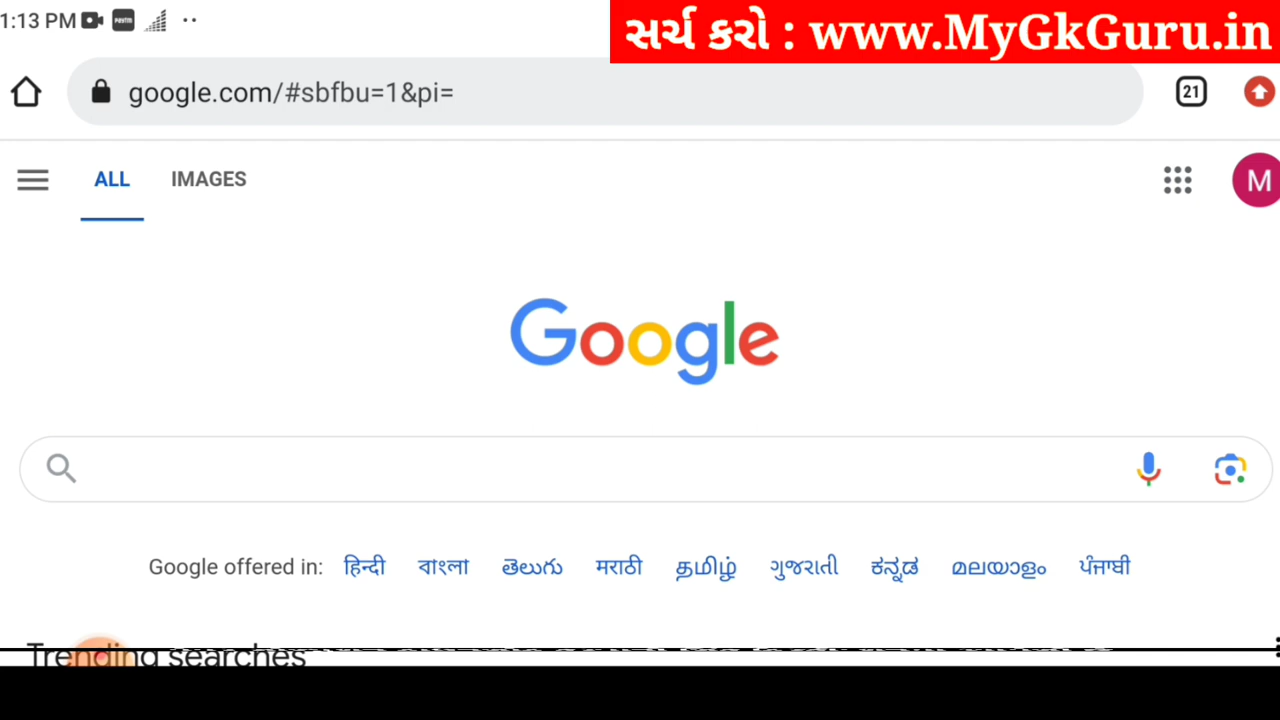 1:13 PM paytm
સર્ચ કરો : www.MyGkGuru.in
google.com/#sbfbu=1&pi=
21
ALL IMAGES
M
Google
Google offered in: हिन्दी বাংলা తెలుగు मराठी தமிழ் ગુજરાતી ಕನ್ನಡ മലയാളം ਪੰਜਾਬੀ
Trending searches